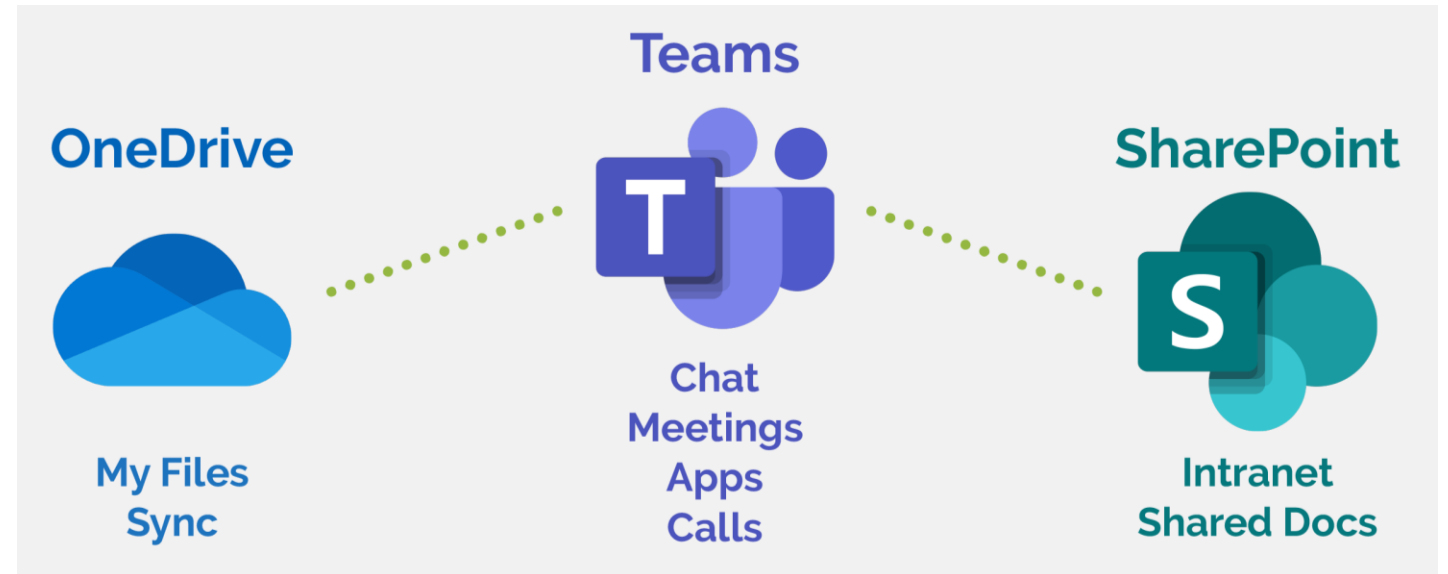 OneDrive
My Files
Sync
Teams
T
Chat
Meetings
Apps
Calls
SharePoint
S
Intranet
Shared Docs